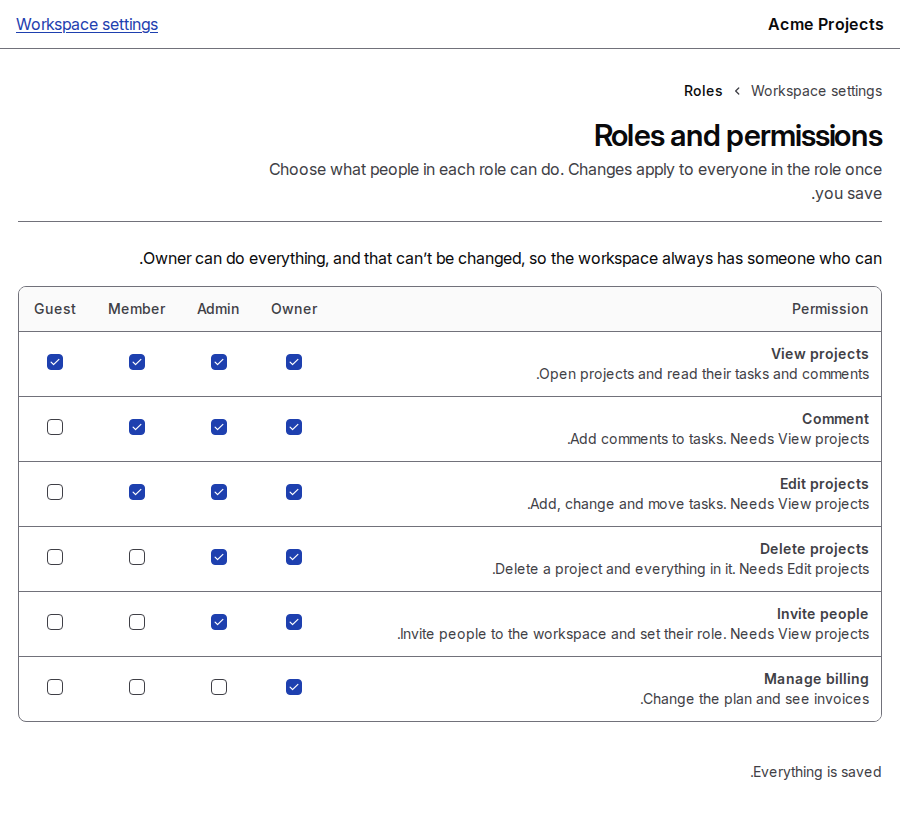 Acme Projects
Workspace settings
Workspace settings
Roles
Roles and permissions
Choose what people in each role can do. Changes apply to everyone in the role once
.you save
.Owner can do everything, and that can’t be changed, so the workspace always has someone who can
Permission Owner Admin Member Guest
View projects
.Open projects and read their tasks and comments
Comment
.Add comments to tasks. Needs View projects
Edit projects
.Add, change and move tasks. Needs View projects
Delete projects
.Delete a project and everything in it. Needs Edit projects
Invite people
.Invite people to the workspace and set their role. Needs View projects
Manage billing
.Change the plan and see invoices
.Everything is saved